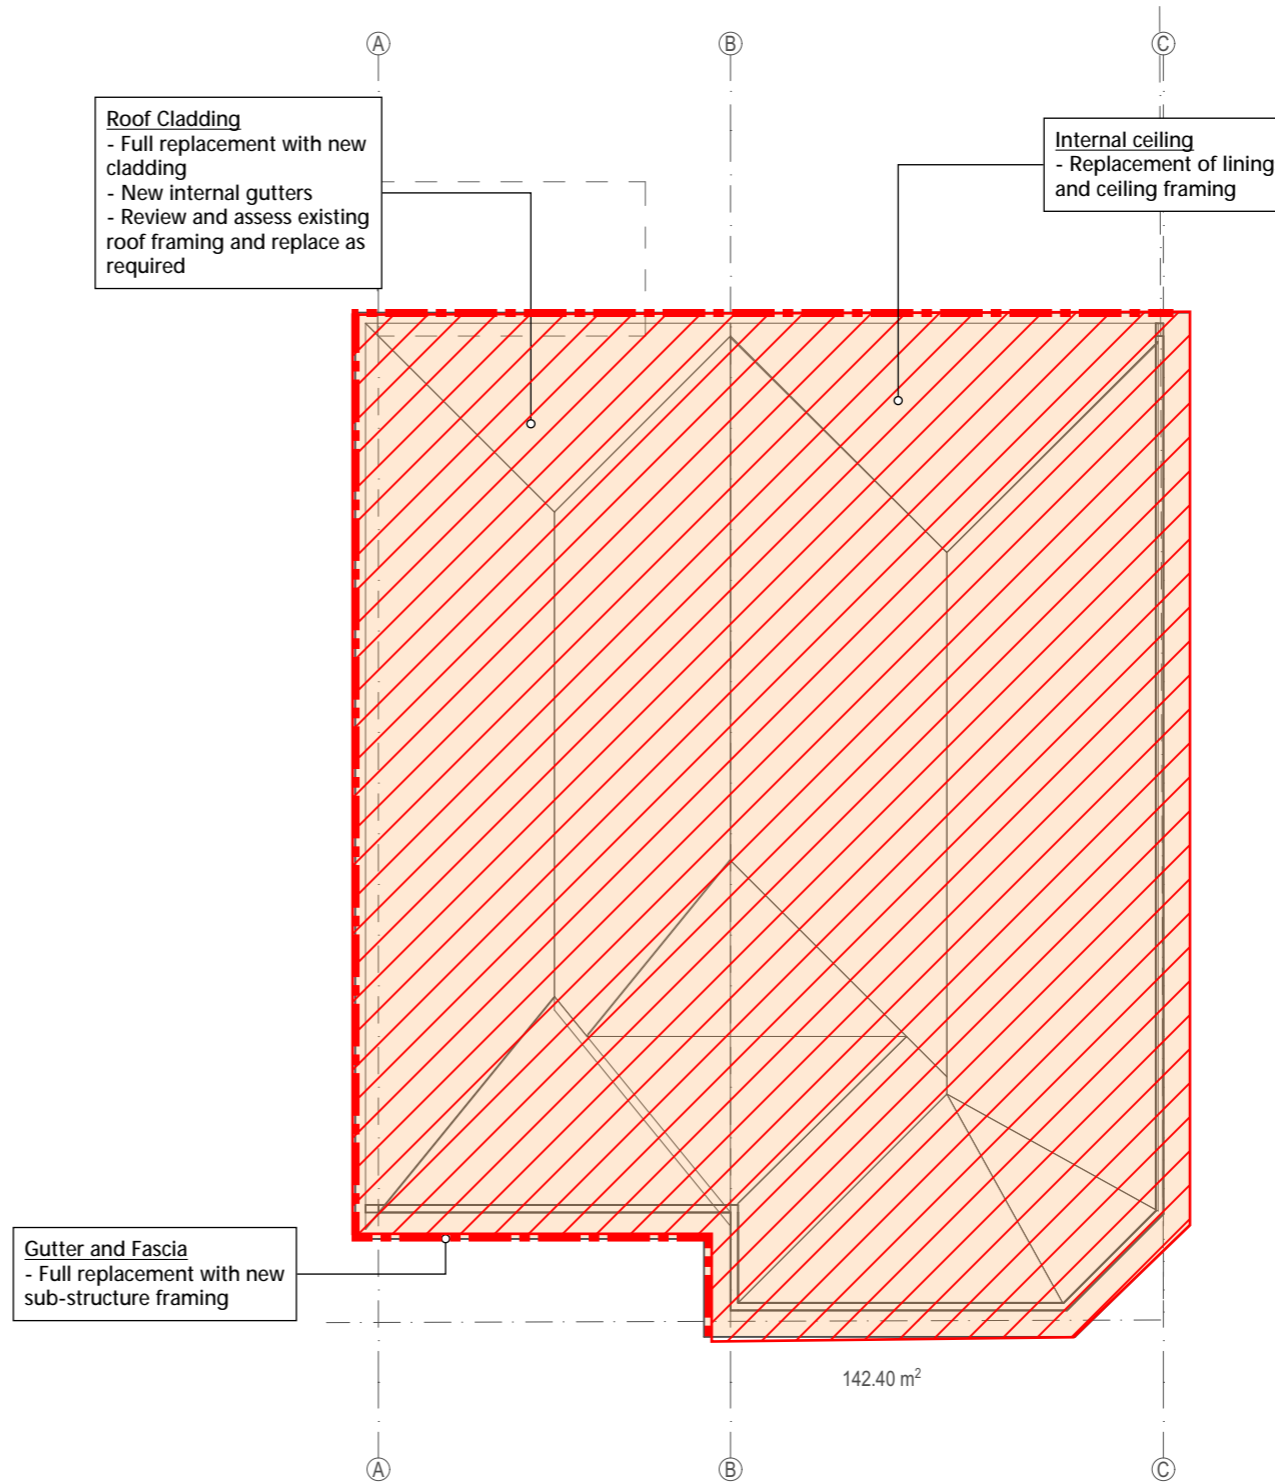 A
B
C
Roof Cladding
- Full replacement with new
cladding
- New internal gutters
- Review and assess existing
roof framing and replace as
required
Internal ceiling
- Replacement of lining
and ceiling framing
Gutter and Fascia
- Full replacement with new
sub-structure framing
142.40 m²
A
B
C